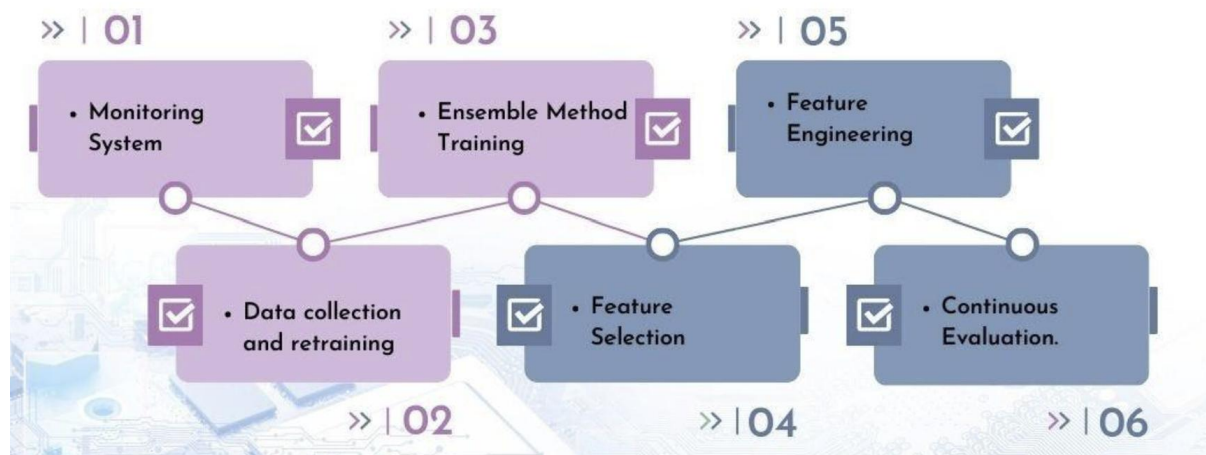 >> | 01
• Monitoring
System
>> | 02
• Data collection
and retraining
>> | 03
• Ensemble Method
Training
>> | 04
• Feature
Selection
>> | 05
• Feature
Engineering
>> | 06
• Continuous
Evaluation.